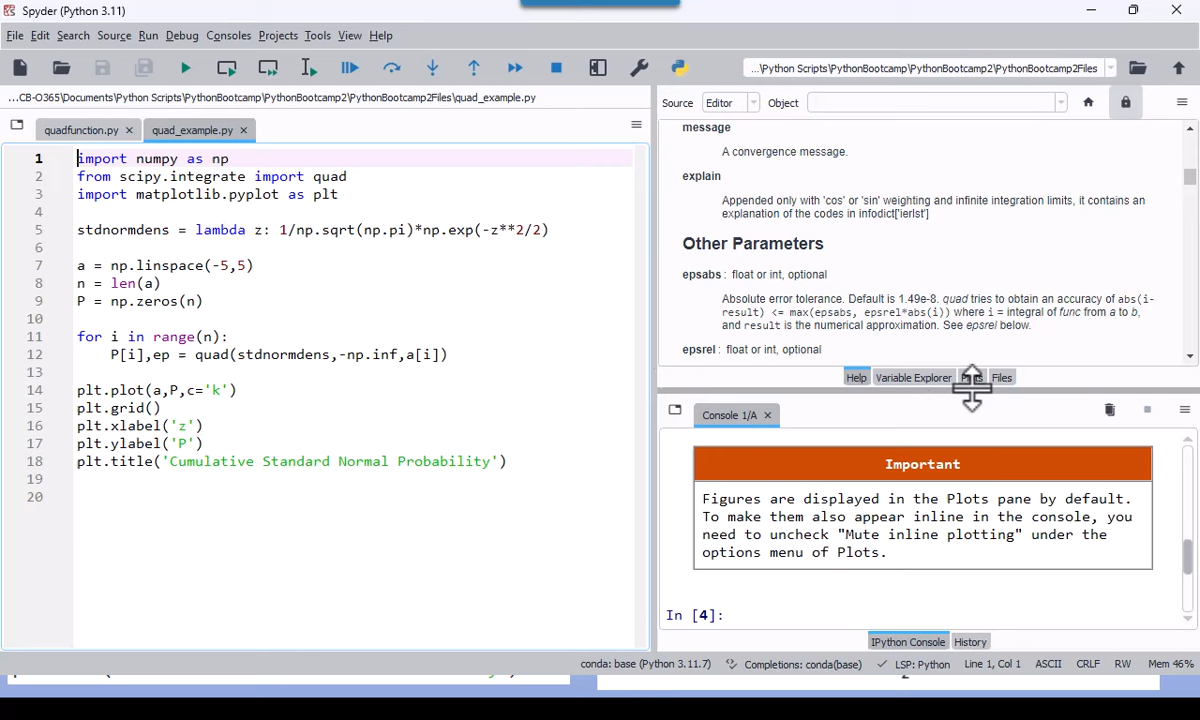 Spyder (Python 3.11)
File Edit Search Source Run Debug Consoles Projects Tools View Help
...\Python Scripts\PythonBootcamp\PythonBootcamp2\PythonBootcamp2Files
...CB-O365\Documents\Python Scripts\PythonBootcamp\PythonBootcamp2\PythonBootcamp2Files\quad_example.py
quadfunction.py quad_example.py
1 import numpy as np
2 from scipy.integrate import quad
3 import matplotlib.pyplot as plt
4
5 stdnormdens = lambda z: 1/np.sqrt(np.pi)*np.exp(-z**2/2)
6
7 a = np.linspace(-5,5)
8 n = len(a)
9 P = np.zeros(n)
10
11 for i in range(n):
12 P[i],ep = quad(stdnormdens,-np.inf,a[i])
13
14 plt.plot(a,P,c='k')
15 plt.grid()
16 plt.xlabel('z')
17 plt.ylabel('P')
18 plt.title('Cumulative Standard Normal Probability')
19
20
Source Editor Object
message
A convergence message.
explain
Appended only with 'cos' or 'sin' weighting and infinite integration limits, it contains an
explanation of the codes in infodict['ierlst']
Other Parameters
epsabs : float or int, optional
Absolute error tolerance. Default is 1.49e-8. quad tries to obtain an accuracy of abs(i-
result) <= max(epsabs, epsrel*abs(i)) where i = integral of func from a to b,
and result is the numerical approximation. See epsrel below.
epsrel : float or int, optional
Help Variable Explorer Files
Console 1/A
Important
Figures are displayed in the Plots pane by default.
To make them also appear inline in the console, you
need to uncheck "Mute inline plotting" under the
options menu of Plots.
In [4]:
IPython Console History
conda: base (Python 3.11.7) Completions: conda(base) LSP: Python Line 1, Col 1 ASCII CRLF RW Mem 46%